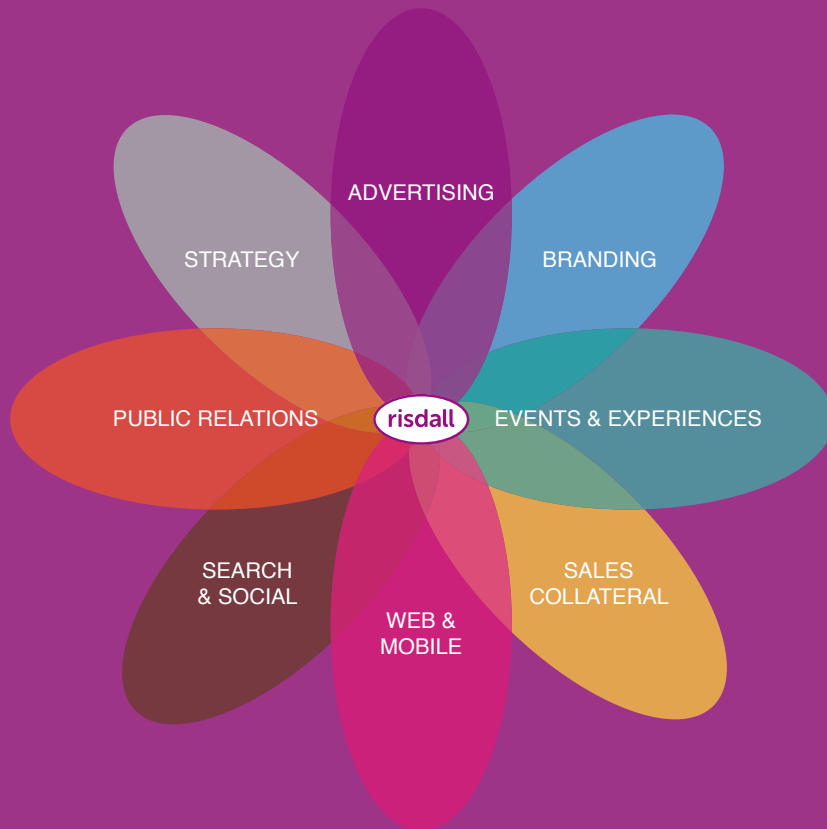 ADVERTISING
STRATEGY
BRANDING
PUBLIC RELATIONS
risdall
EVENTS & EXPERIENCES
SEARCH
& SOCIAL
SALES
COLLATERAL
WEB &
MOBILE